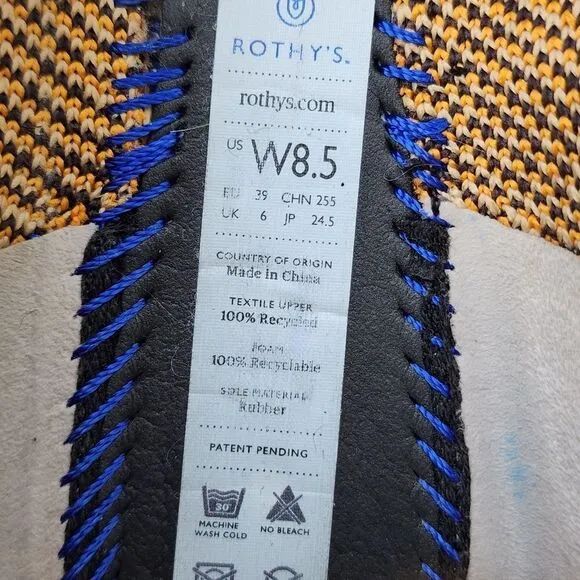 ROTHY'S.
rothys.com
US W8.5
EU 39 CHN 255
UK 6 JP 24.5
COUNTRY OF ORIGIN
Made in China
TEXTILE UPPER
100% Recycled
FOAM
100% Recyclable
SOLE MATERIAL
Rubber
PATENT PENDING
30°
MACHINE WASH COLD
NO BLEACH